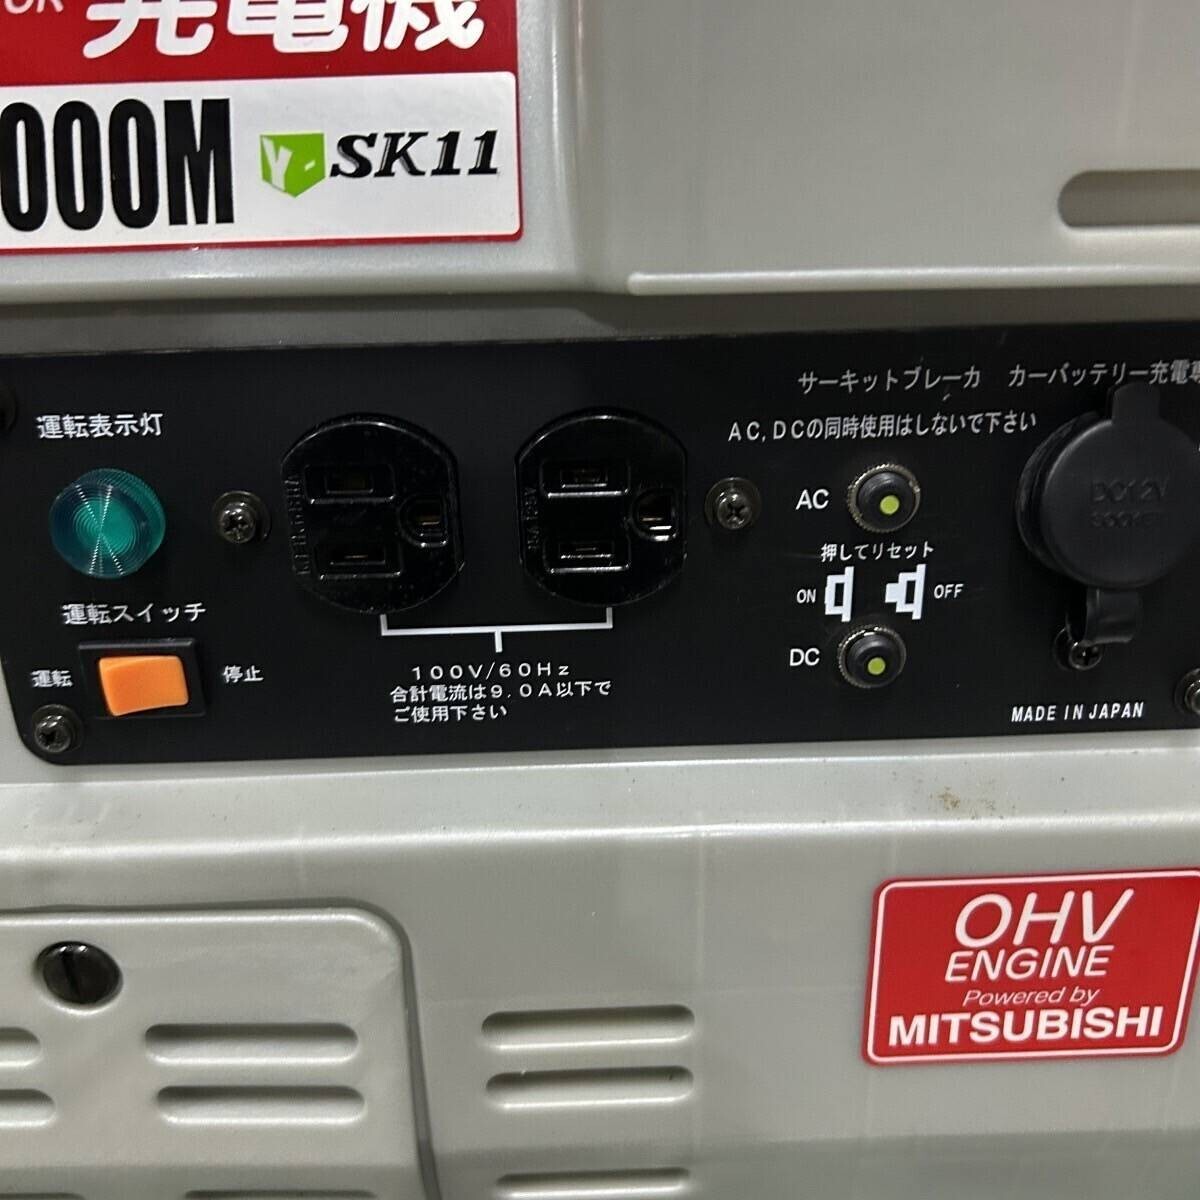 発電機
000M Y- SK11
サーキットブレーカ カーバッテリー充電専
運転表示灯
AC,DCの同時使用はしないで下さい
AC
DC12V
SOCKET
押してリセット
ON OFF
運転スイッチ
DC
運転 停止
100V/60Hz
合計電流は9.0A以下で
ご使用下さい
MADE IN JAPAN
OHV
ENGINE
Powered by
MITSUBISHI